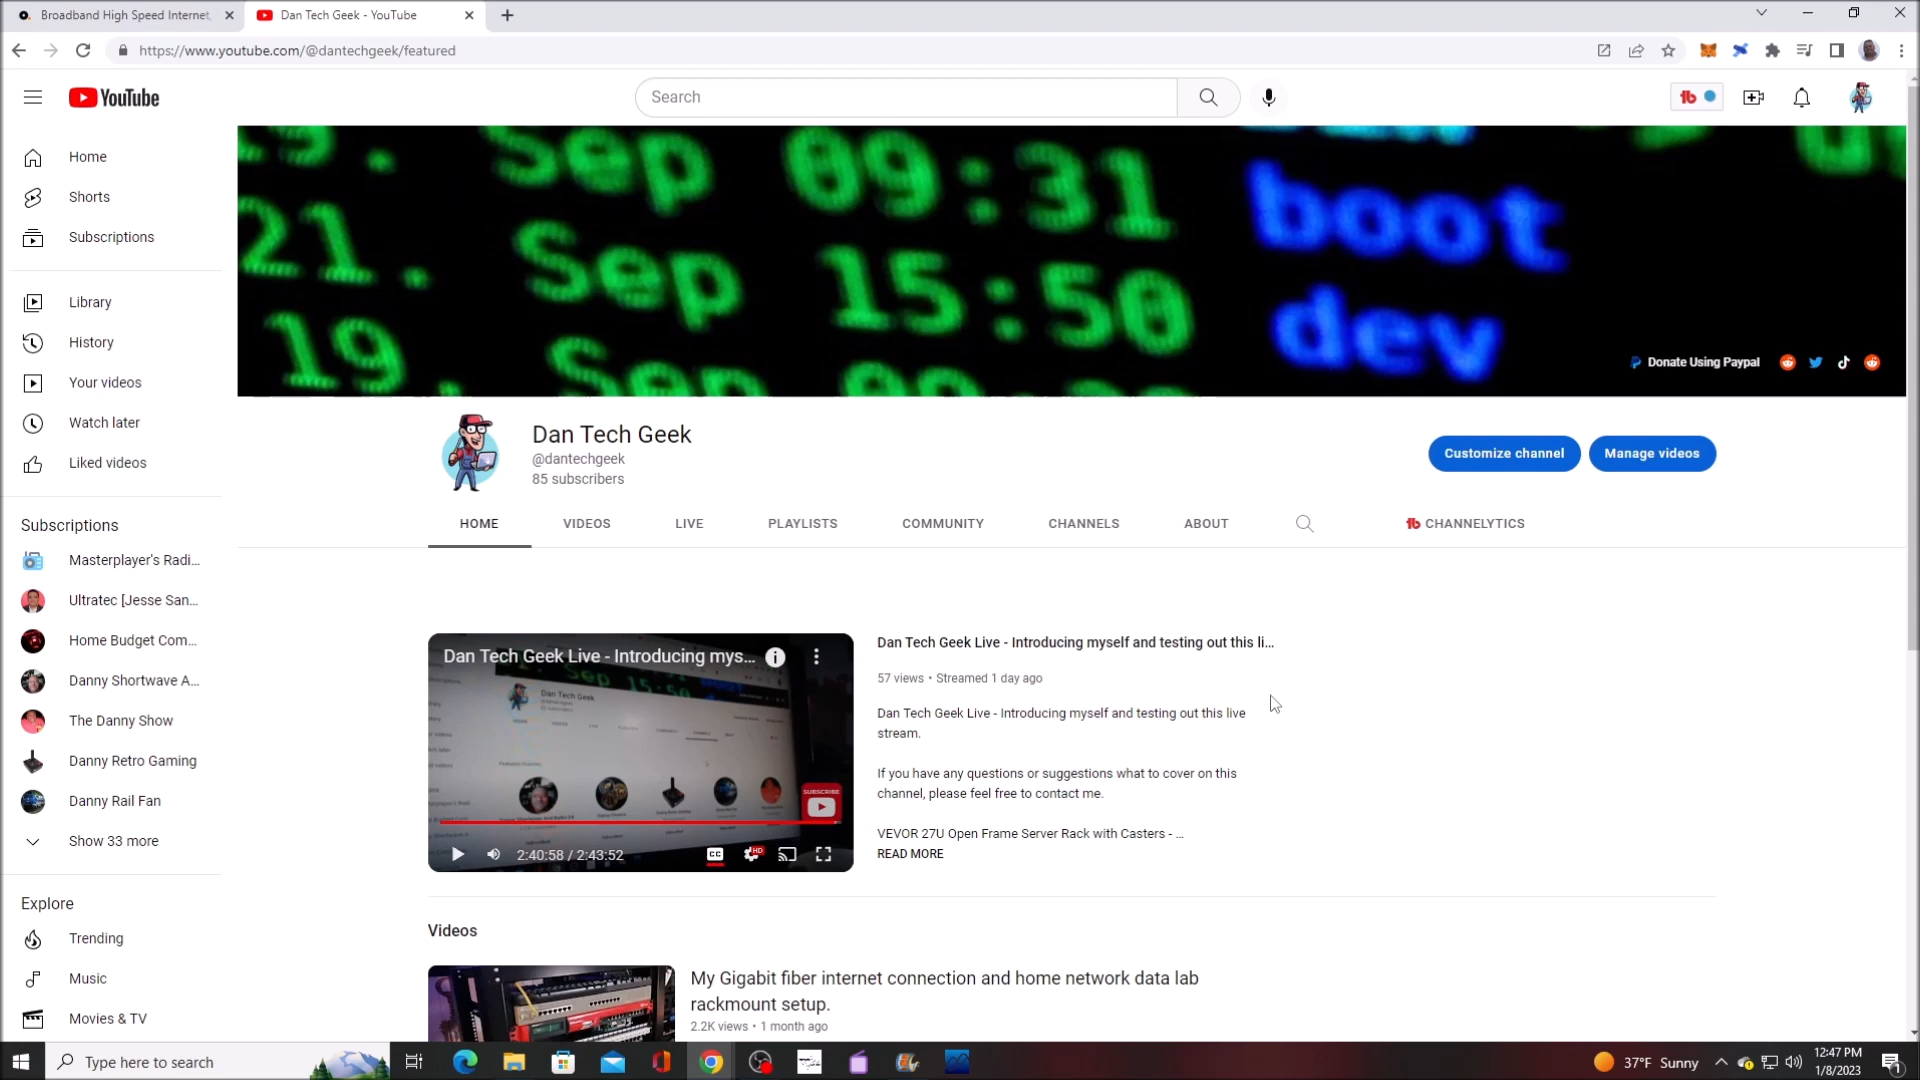 Broadband High Speed Internet,
Dan Tech Geek - YouTube
https://www.youtube.com/@dantechgeek/featured
YouTube
Search
Home
Shorts
Subscriptions
Library
History
Your videos
Watch later
Liked videos
Subscriptions
Masterplayer's Radi...
Ultratec [Jesse San...
Home Budget Com...
Danny Shortwave A...
The Danny Show
Danny Retro Gaming
Danny Rail Fan
Show 33 more
Explore
Trending
Music
Movies & TV
Sep 09:31
boot
21. Sep 15:50
dev
19. Sep
Donate Using Paypal
Dan Tech Geek
@dantechgeek
85 subscribers
Customize channel
Manage videos
HOME
VIDEOS
LIVE
PLAYLISTS
COMMUNITY
CHANNELS
ABOUT
CHANNELYTICS
Dan Tech Geek Live - Introducing mys...
Dan Tech Geek
SUBSCRIBE
2:40:58 / 2:43:52
CC
HD
Dan Tech Geek Live - Introducing myself and testing out this li...
57 views • Streamed 1 day ago
Dan Tech Geek Live - Introducing myself and testing out this live
stream.
If you have any questions or suggestions what to cover on this
channel, please feel free to contact me.
VEVOR 27U Open Frame Server Rack with Casters - ...
READ MORE
Videos
My Gigabit fiber internet connection and home network data lab
rackmount setup.
2.2K views • 1 month ago
Type here to search
37°F Sunny
12:47 PM
1/8/2023
1